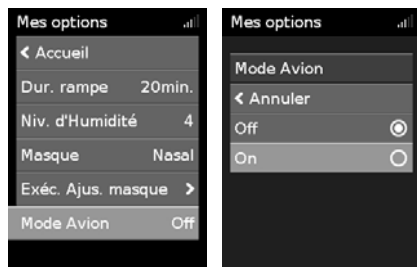 Mes options
< Accueil
Dur. rampe 20min.
Niv. d'Humidité 4
Masque Nasal
Exéc. Ajus. masque >
Mode Avion Off
Mes options
Mode Avion
< Annuler
Off
On